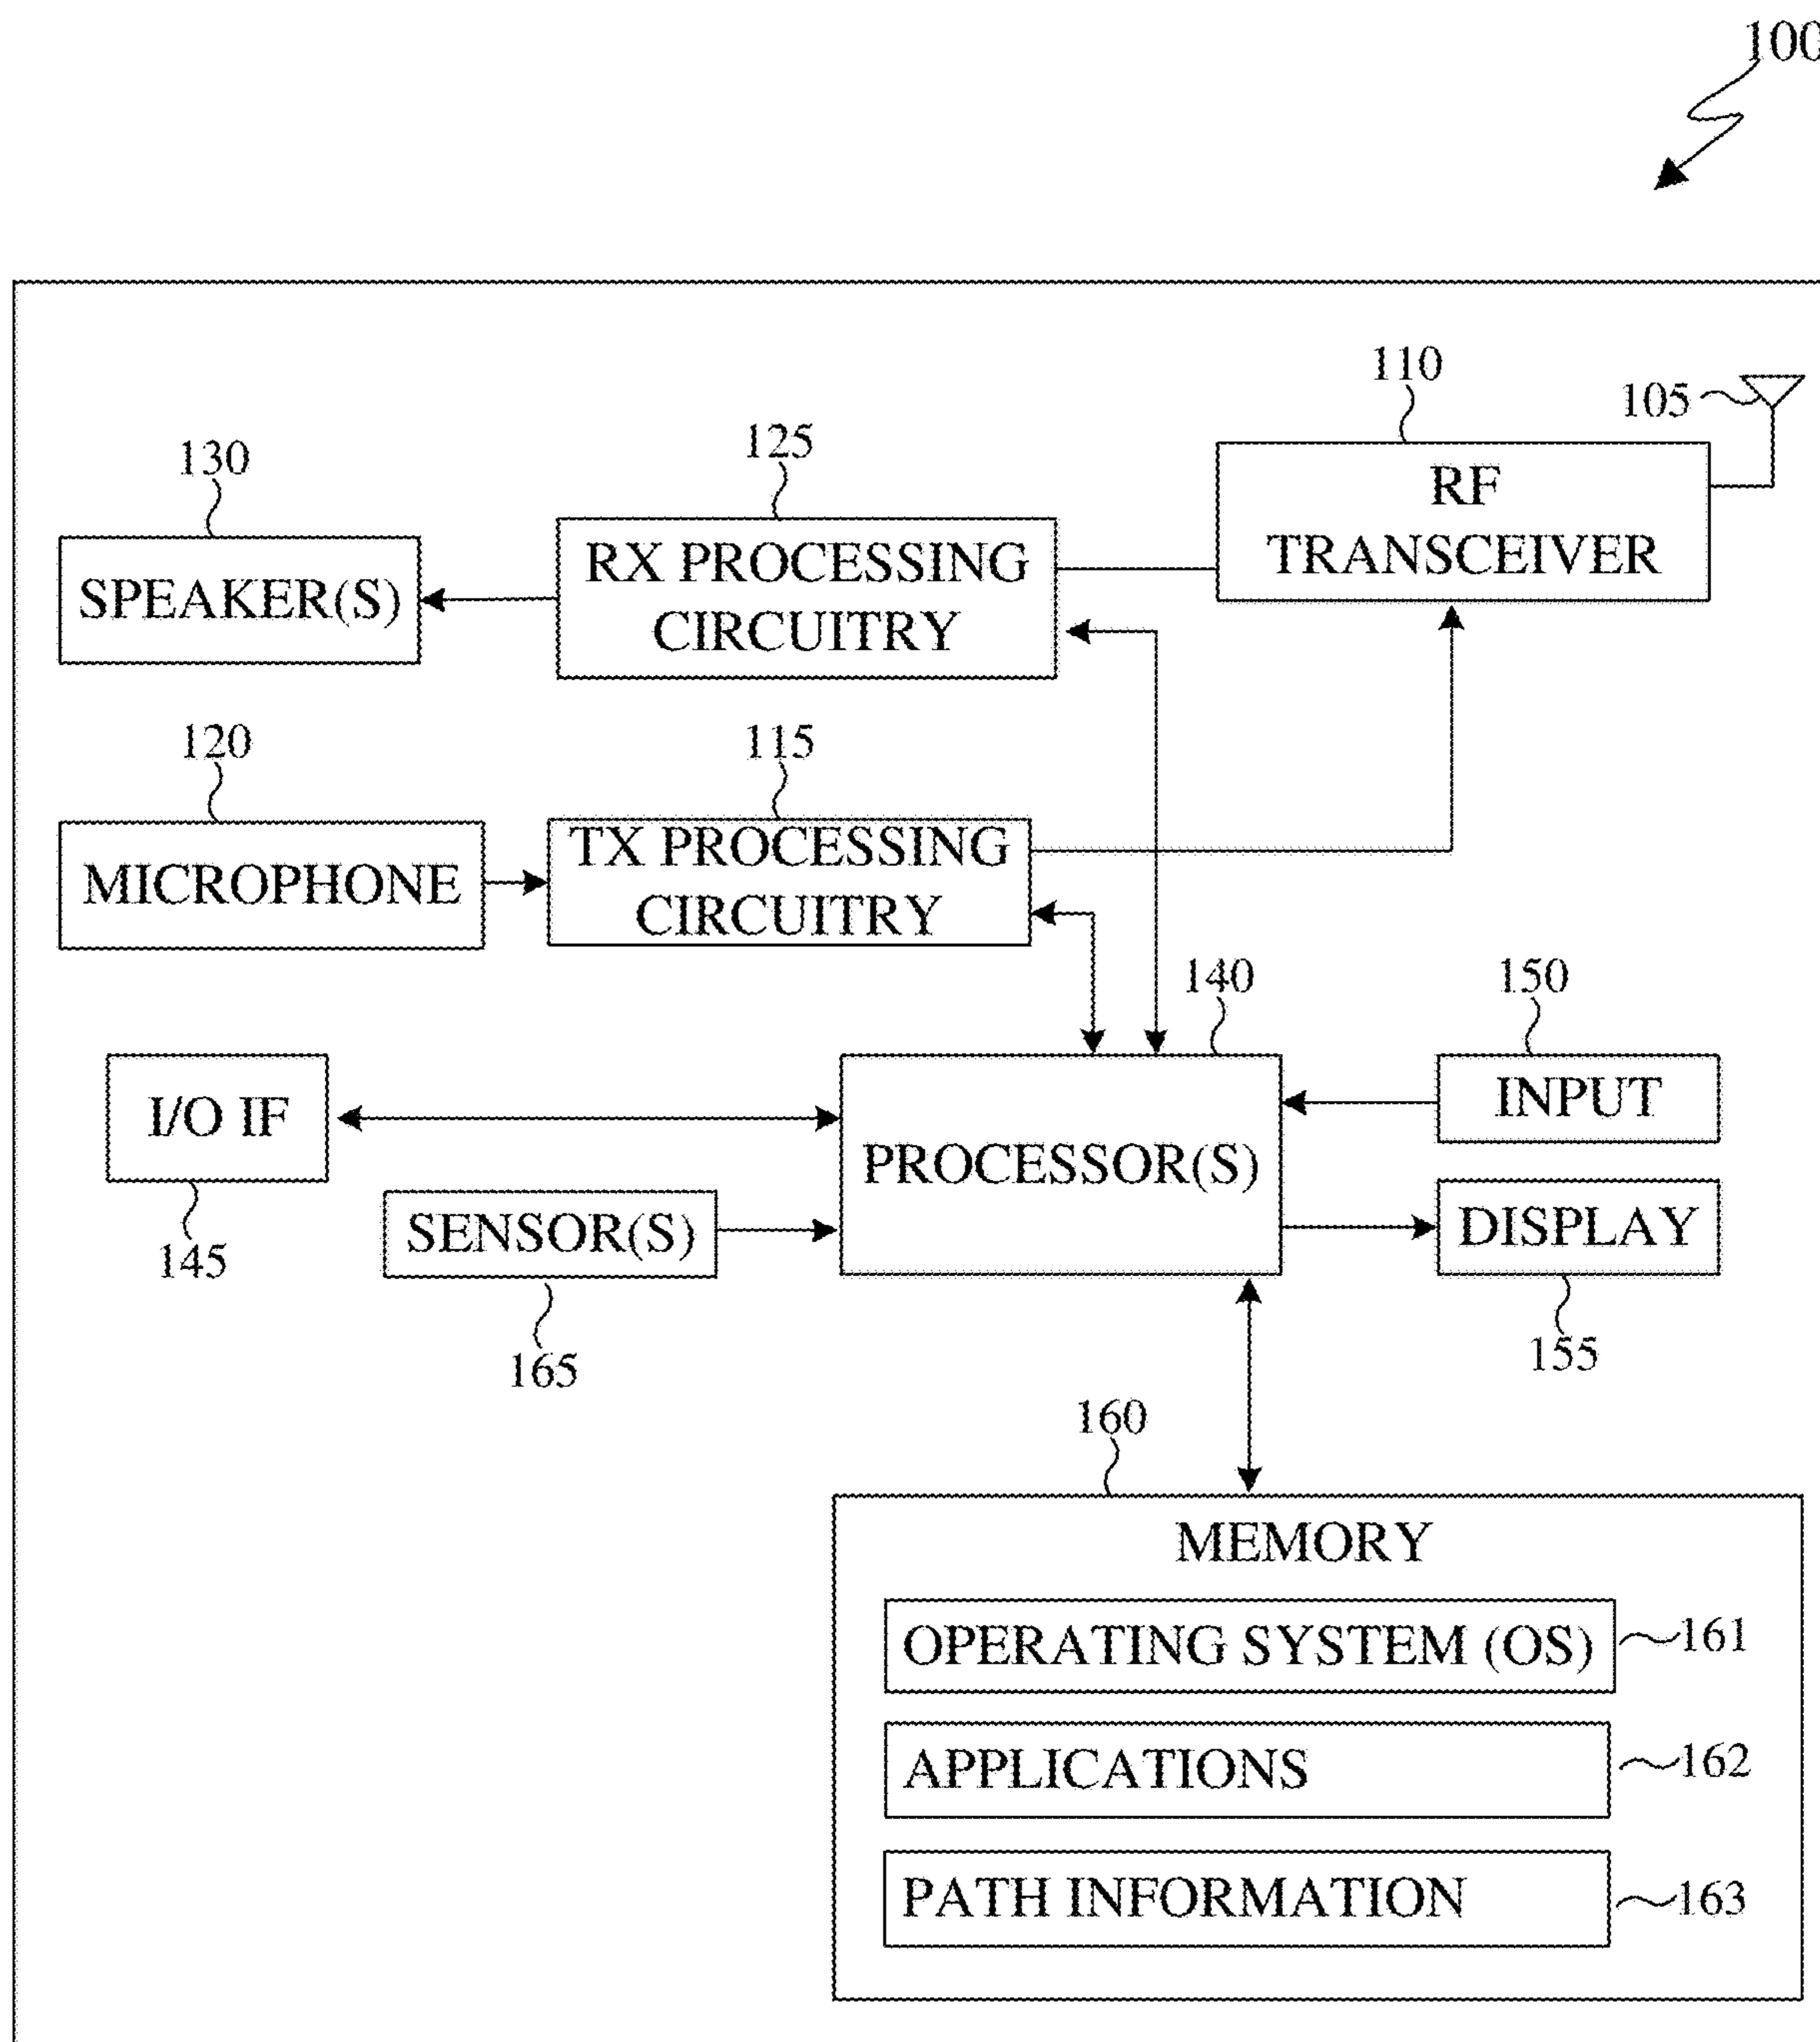 100
110
105
125
130
RF
TRANSCEIVER
RX PROCESSING
CIRCUITRY
SPEAKER(S)
120
115
TX PROCESSING
CIRCUITRY
MICROPHONE
140
150
I/O IF
INPUT
PROCESSOR(S)
SENSOR(S)
DISPLAY
145
165
155
160
MEMORY
OPERATING SYSTEM (OS)
161
APPLICATIONS
162
PATH INFORMATION
163